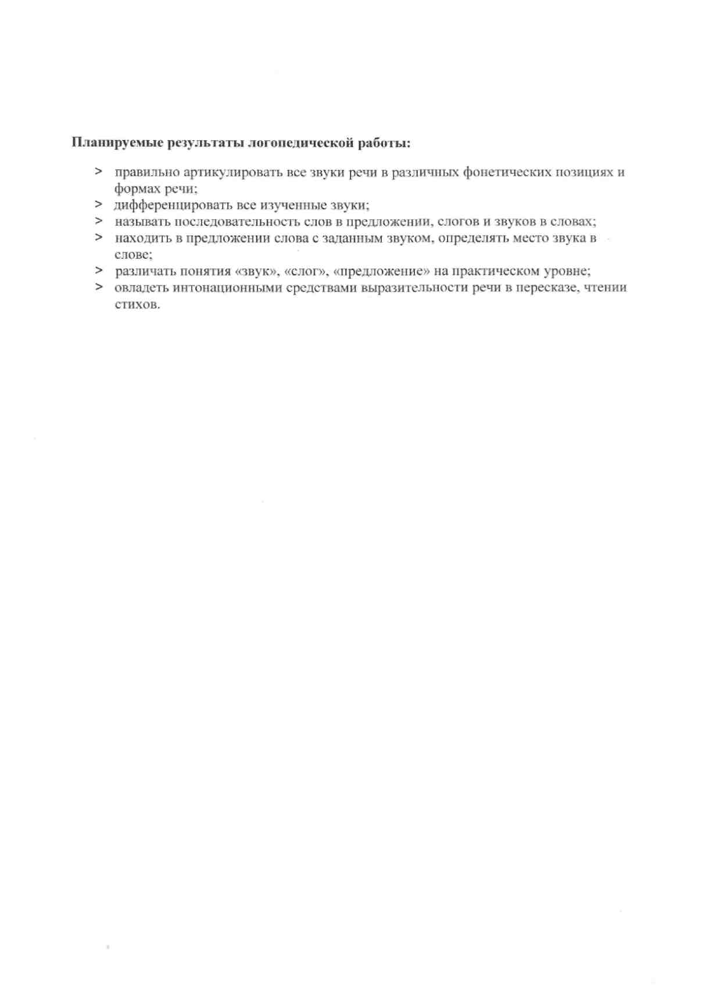 Планируемые результаты логопедической работы:
> правильно артикулировать все звуки речи в различных фонетических позициях и
формах речи;
> дифференцировать все изученные звуки;
> называть последовательность слов в предложении, слогов и звуков в словах;
> находить в предложении слова с заданным звуком, определять место звука в
слове;
> различать понятия «звук», «слог», «предложение» на практическом уровне;
> овладеть интонационными средствами выразительности речи в пересказе, чтении
стихов.